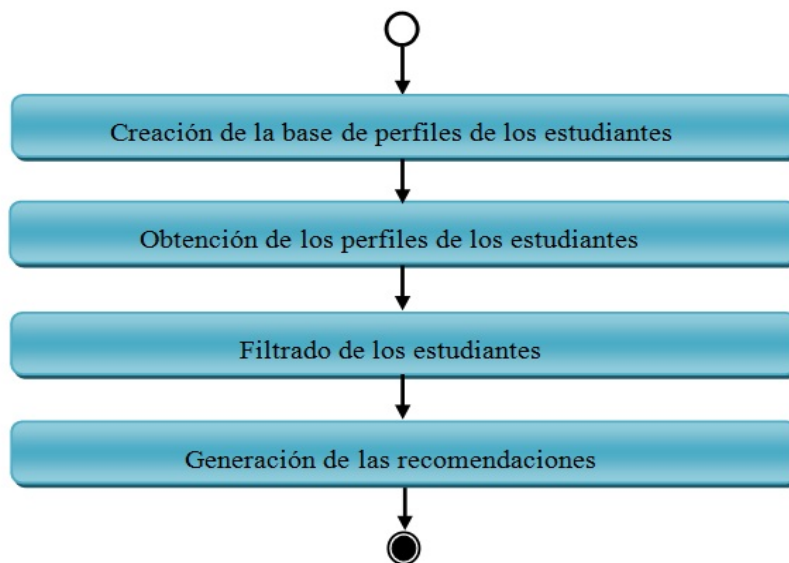 Creación de la base de perfiles de los estudiantes
Obtención de los perfiles de los estudiantes
Filtrado de los estudiantes
Generación de las recomendaciones